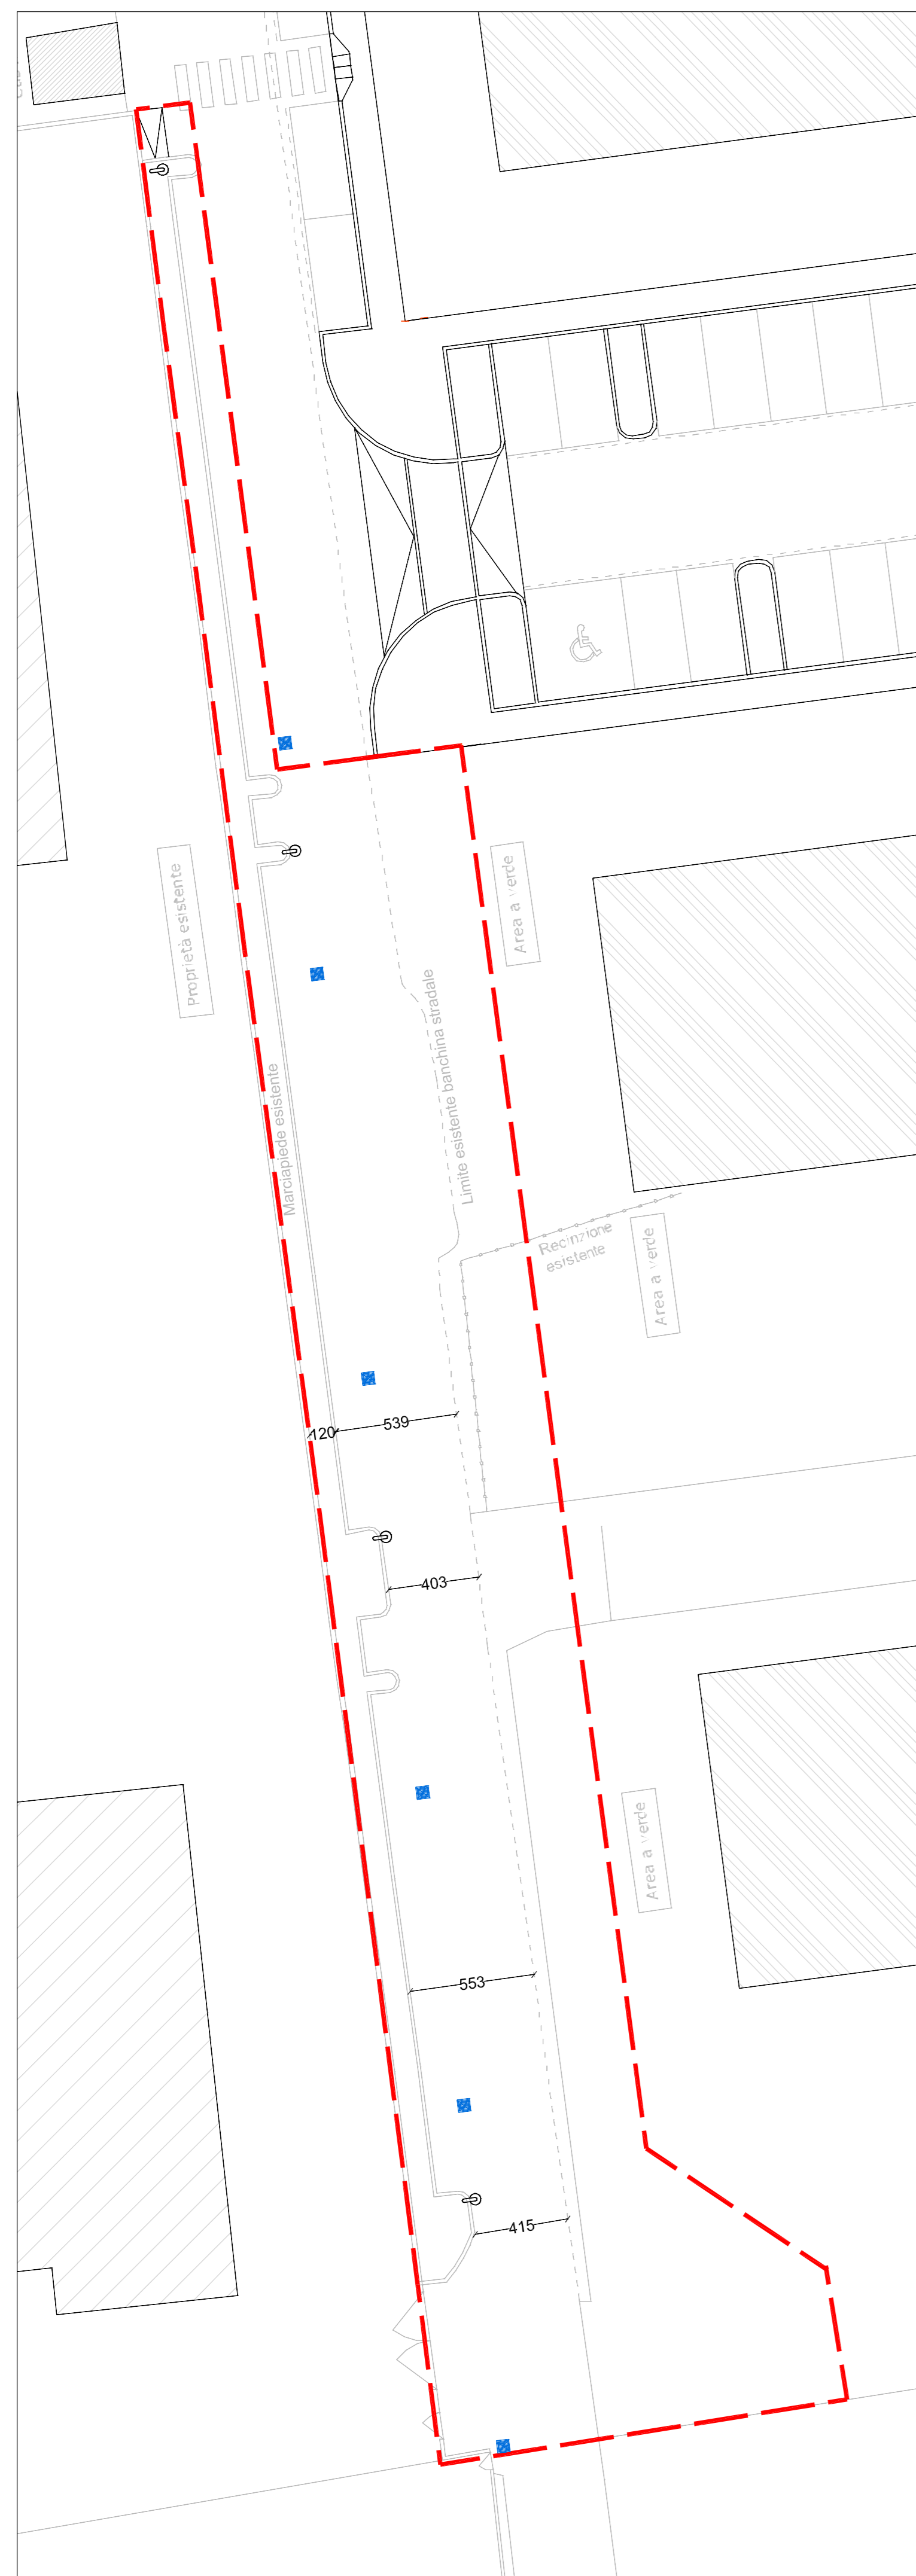 Proprietà esistente
Area a verde
Limite esistente banchina stradale
Marciapiede esistente
Recinzione
esistente
Area a verde
120
539
403
Area a verde
553
415